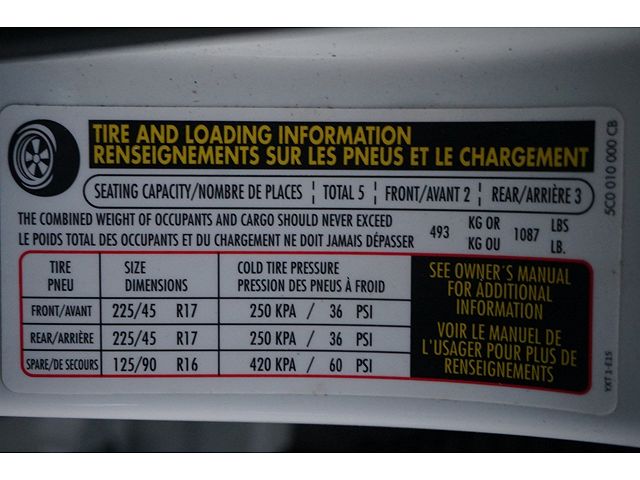 TIRE AND LOADING INFORMATION
RENSEIGNEMENTS SUR LES PNEUS ET LE CHARGEMENT
SEATING CAPACITY/NOMBRE DE PLACES ¦ TOTAL 5 ¦ FRONT/AVANT 2 ¦ REAR/ARRIÈRE 3
THE COMBINED WEIGHT OF OCCUPANTS AND CARGO SHOULD NEVER EXCEED 493 KG OR 1087 LBS
LE POIDS TOTAL DES OCCUPANTS ET DU CHARGEMENT NE DOIT JAMAIS DÉPASSER KG OU LB.
TIRE SIZE COLD TIRE PRESSURE
PNEU DIMENSIONS PRESSION DES PNEUS À FROID
FRONT/AVANT 225/45 R17 250 KPA / 36 PSI
REAR/ARRIÈRE 225/45 R17 250 KPA / 36 PSI
SPARE/DE SECOURS 125/90 R16 420 KPA / 60 PSI
SEE OWNER'S MANUAL
FOR ADDITIONAL
INFORMATION
VOIR LE MANUEL DE
L'USAGER POUR PLUS DE
RENSEIGNEMENTS
5C0 010 000 CB
YXT 1-E15